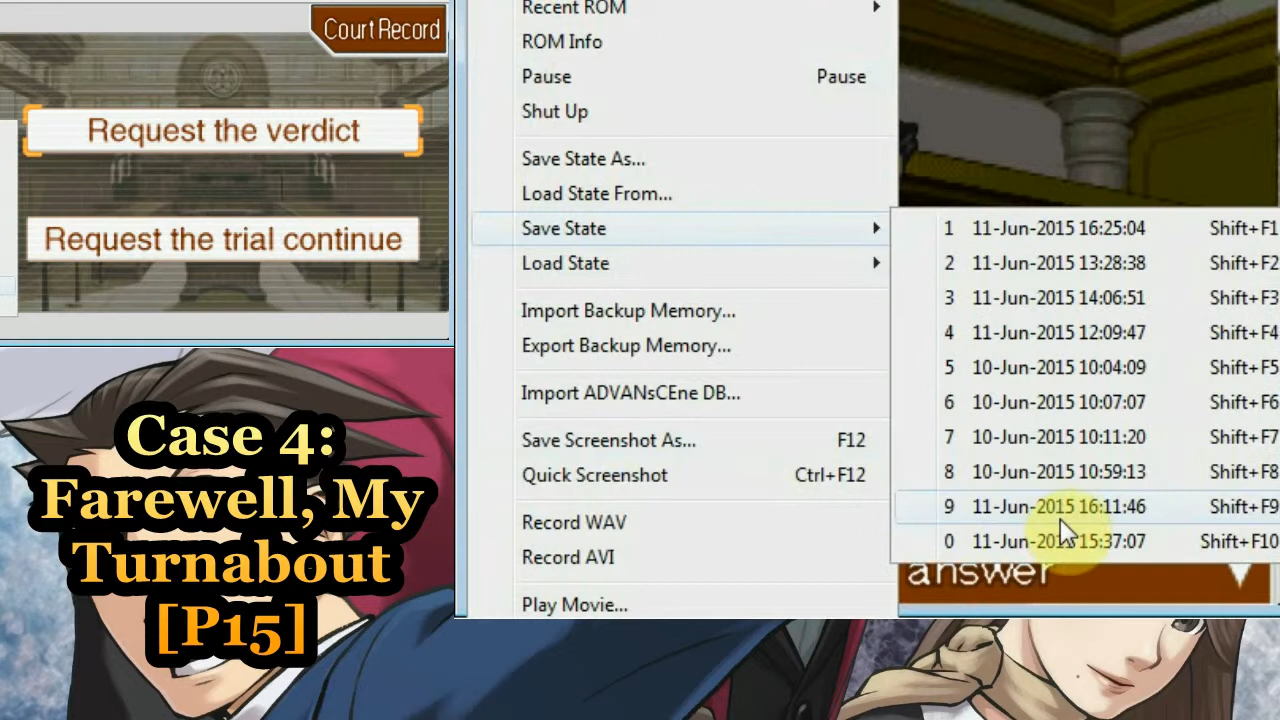 Court Record
Request the verdict
Request the trial continue
Case 4:
Farewell, My
Turnabout
[P15]
Recent ROM
ROM Info
Pause Pause
Shut Up
Save State As...
Load State From...
Save State
Load State
Import Backup Memory...
Export Backup Memory...
Import ADVANsCEne DB...
Save Screenshot As... F12
Quick Screenshot Ctrl+F12
Record WAV
Record AVI
Play Movie...
1 11-Jun-2015 16:25:04 Shift+F1
2 11-Jun-2015 13:28:38 Shift+F2
3 11-Jun-2015 14:06:51 Shift+F3
4 11-Jun-2015 12:09:47 Shift+F4
5 10-Jun-2015 10:04:09 Shift+F5
6 10-Jun-2015 10:07:07 Shift+F6
7 10-Jun-2015 10:11:20 Shift+F7
8 10-Jun-2015 10:59:13 Shift+F8
9 11-Jun-2015 16:11:46 Shift+F9
0 11-Jun-2015 15:37:07 Shift+F10
answer